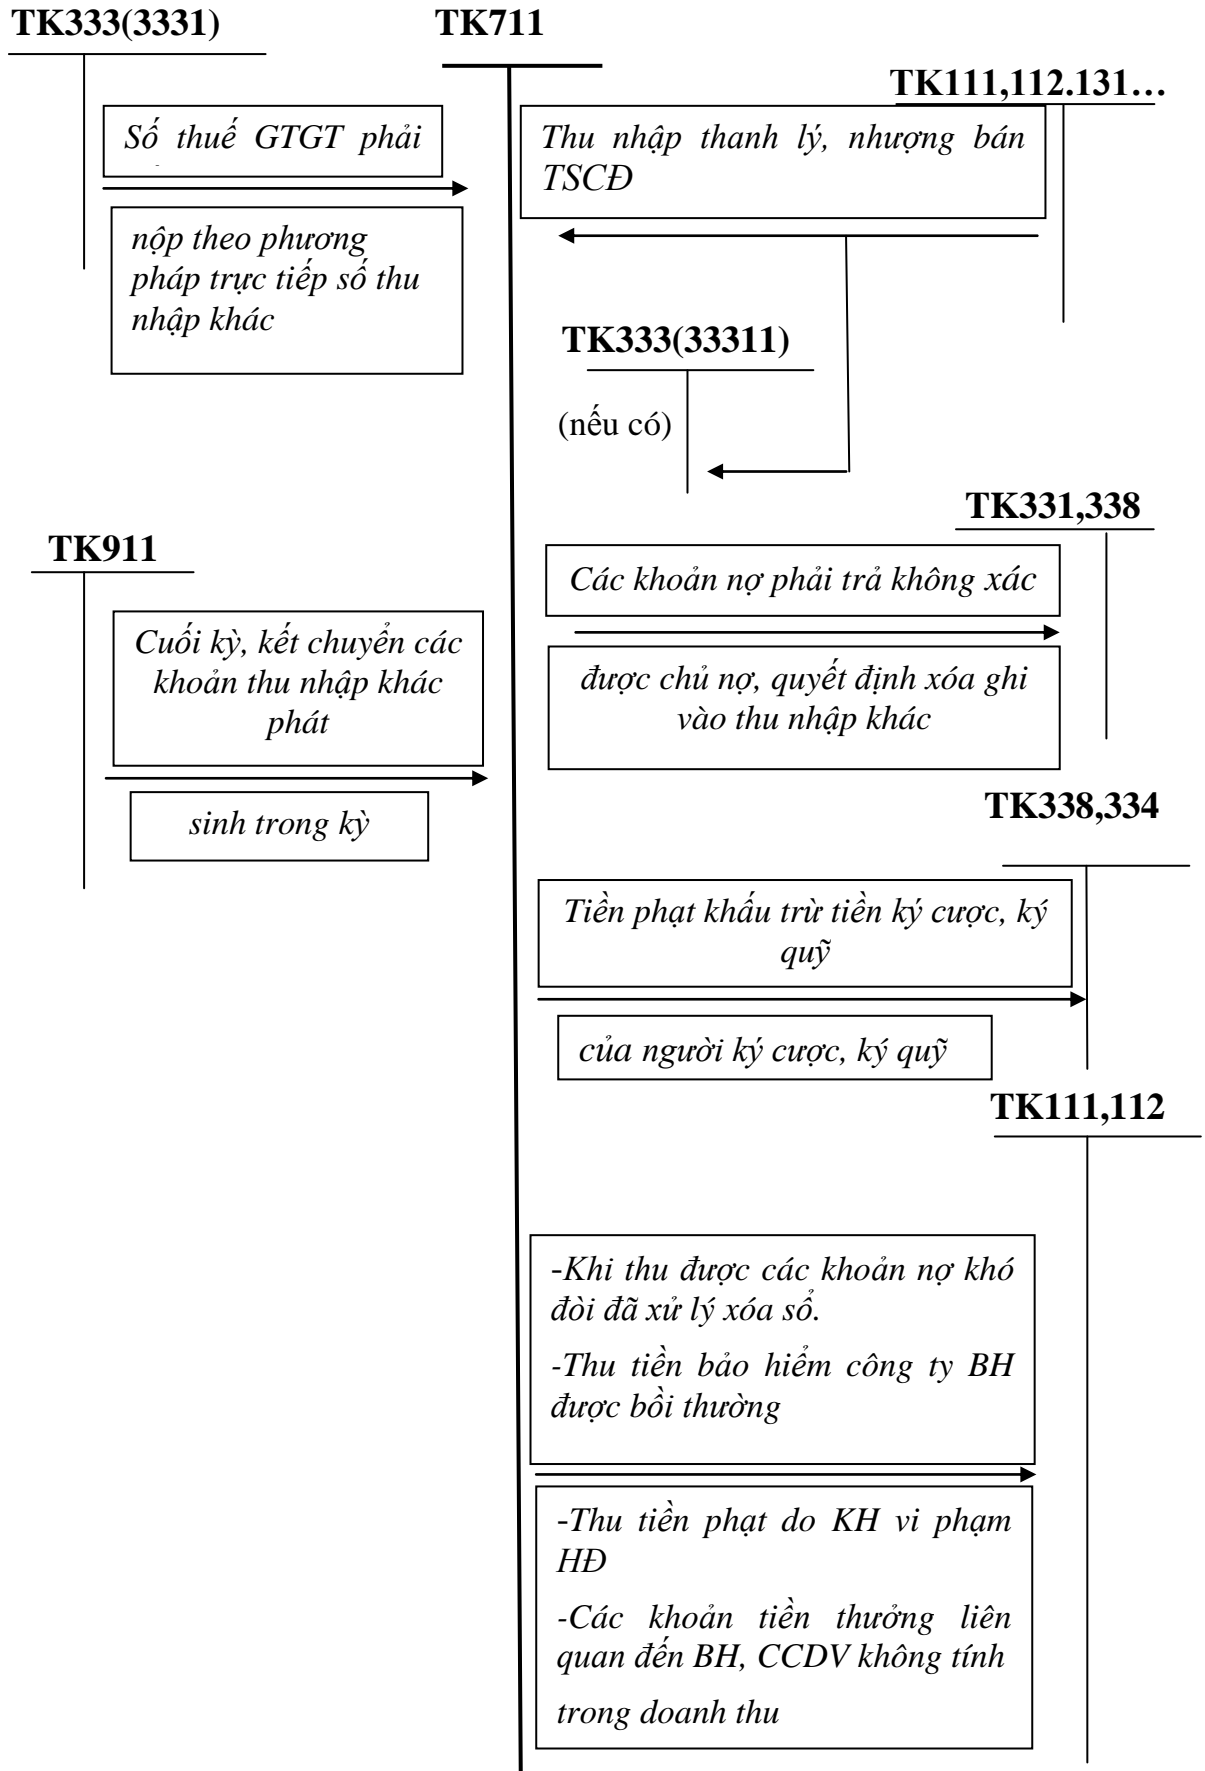 TK333(3331)
TK711
TK111,112.131…
Số thuế GTGT phải
nộp theo phương
pháp trực tiếp số thu
nhập khác
Thu nhập thanh lý, nhượng bán
TSCĐ
TK333(33311)
(nếu có)
TK331,338
TK911
Các khoản nợ phải trả không xác
được chủ nợ, quyết định xóa ghi
vào thu nhập khác
Cuối kỳ, kết chuyển các
khoản thu nhập khác
phát
sinh trong kỳ
TK338,334
Tiền phạt khấu trừ tiền ký cược, ký
quỹ
của người ký cược, ký quỹ
TK111,112
-Khi thu được các khoản nợ khó
đòi đã xử lý xóa sổ.
-Thu tiền bảo hiểm công ty BH
được bồi thường
-Thu tiền phạt do KH vi phạm
HĐ
-Các khoản tiền thưởng liên
quan đến BH, CCDV không tính
trong doanh thu